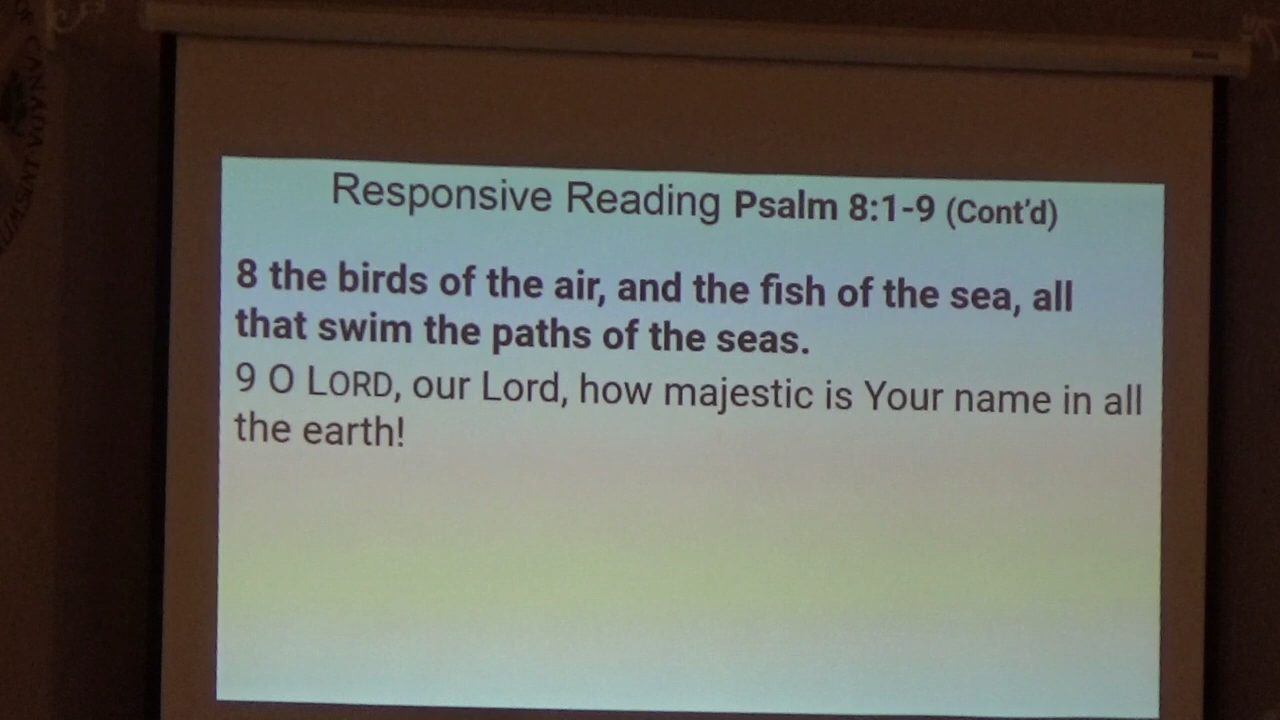 Responsive Reading Psalm 8:1-9 (Cont'd)
8 the birds of the air, and the fish of the sea, all
that swim the paths of the seas.
9 O LORD, our Lord, how majestic is Your name in all
the earth!